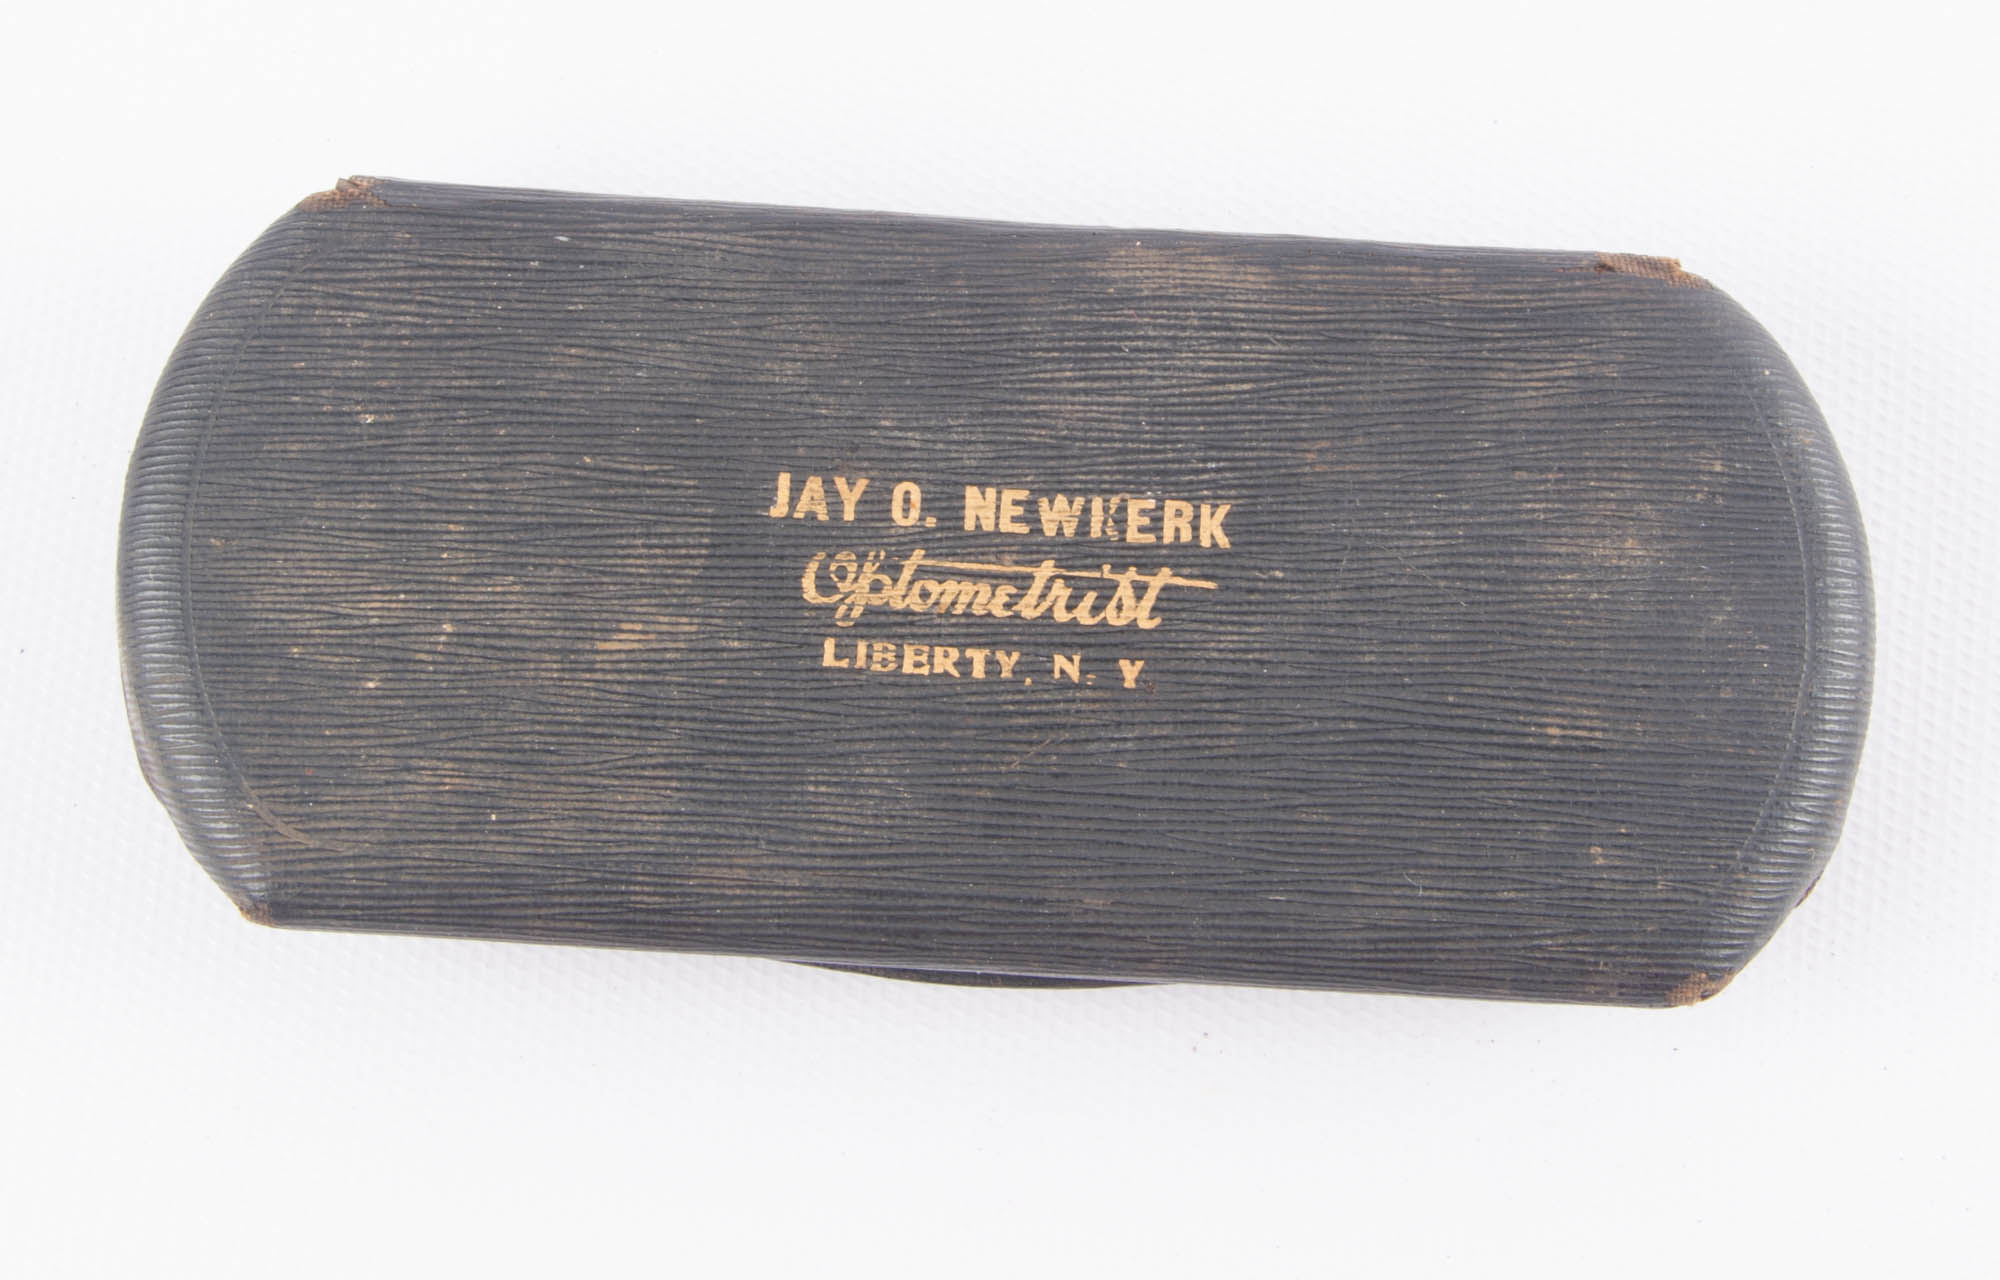 JAY O. NEWKERK
Optometrist
LIBERTY, N. Y.